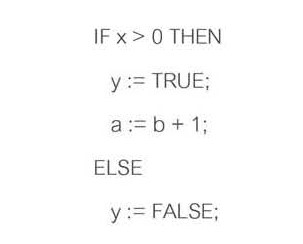 IF x > 0 THEN
y := TRUE;
a := b + 1;
ELSE
y := FALSE;